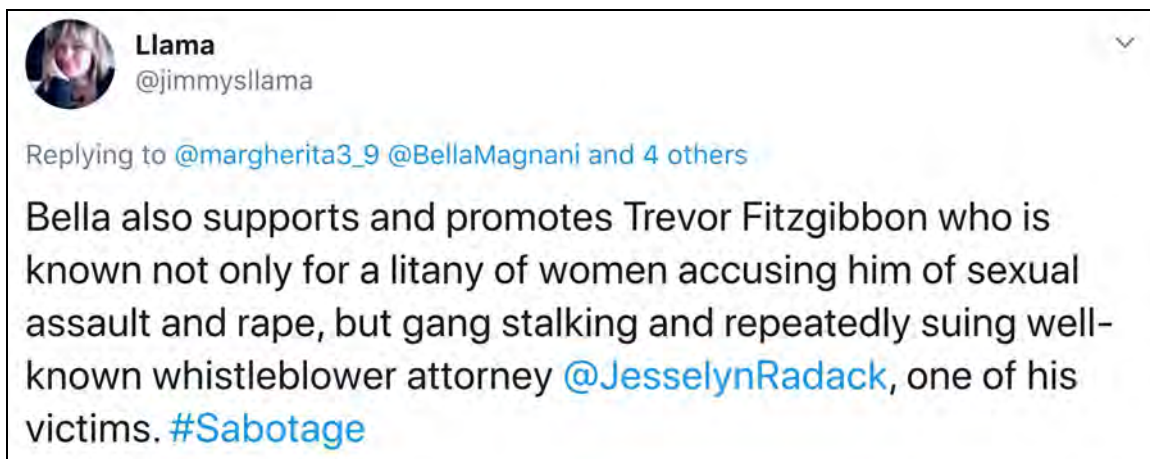 Llama
@jimmysllama
Replying to @margherita3_9 @BellaMagnani and 4 others
Bella also supports and promotes Trevor Fitzgibbon who is
known not only for a litany of women accusing him of sexual
assault and rape, but gang stalking and repeatedly suing well-
known whistleblower attorney @JesselynRadack, one of his
victims. #Sabotage